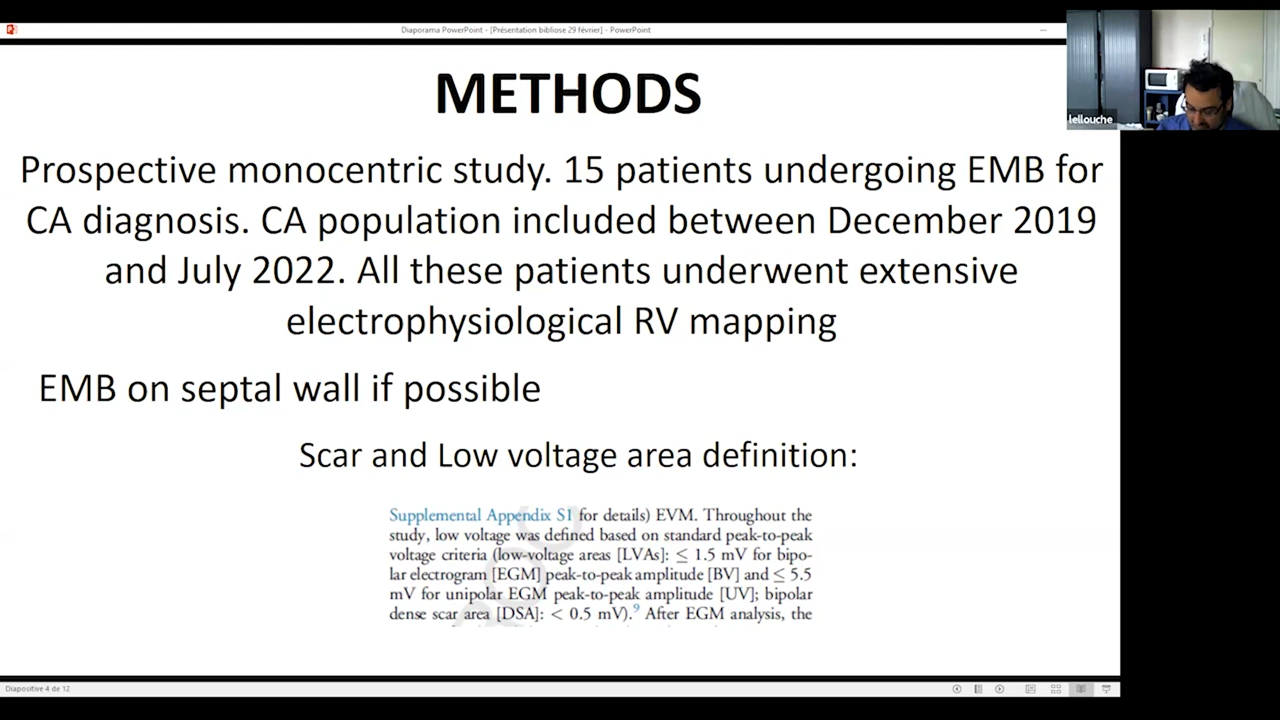 Diaporama PowerPoint - [Présentation bibliose 29 février] - PowerPoint
lellouche
METHODS
Prospective monocentric study. 15 patients undergoing EMB for
CA diagnosis. CA population included between December 2019
and July 2022. All these patients underwent extensive
electrophysiological RV mapping
EMB on septal wall if possible
Scar and Low voltage area definition:
Supplemental Appendix S1 for details) EVM. Throughout the
study, low voltage was defined based on standard peak-to-peak
voltage criteria (low-voltage areas [LVAs]: ≤ 1.5 mV for bipo-
lar electrogram [EGM] peak-to-peak amplitude [BV] and ≤ 5.5
mV for unipolar EGM peak-to-peak amplitude [UV]; bipolar
dense scar area [DSA]: < 0.5 mV).9 After EGM analysis, the
Diapositive 4 de 12